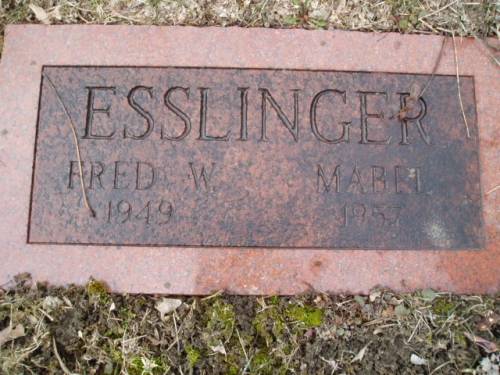 ESSLINGER
FRED W. MABEL
1949 1957